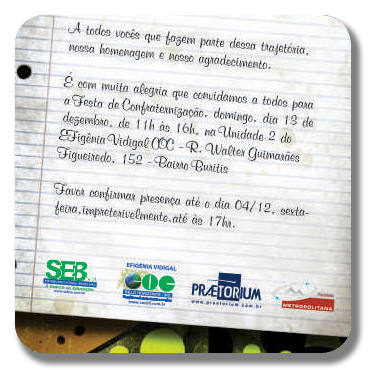 A todos vocês que fazem parte dessa trajetória,
nossa homenagem e nosso agradecimento.
É com muita alegria que convidamos a todos para
a Festa de Confraternização, domingo, dia 13 de
dezembro, de 11h às 16h, na Unidade 2 do
EFigênia Vidigal COC - R. Walter Guimarães
Figueiredo, 152 - Bairro Buritis
Favor confirmar presença até o dia 04/12, sexta-
feira,impreterivelmente,até às 17hr.
SEB
EFIGÊNIA VIDIGAL
COC
PRÆTORIUM
www.praetorium.com.br
METROPOLITANA